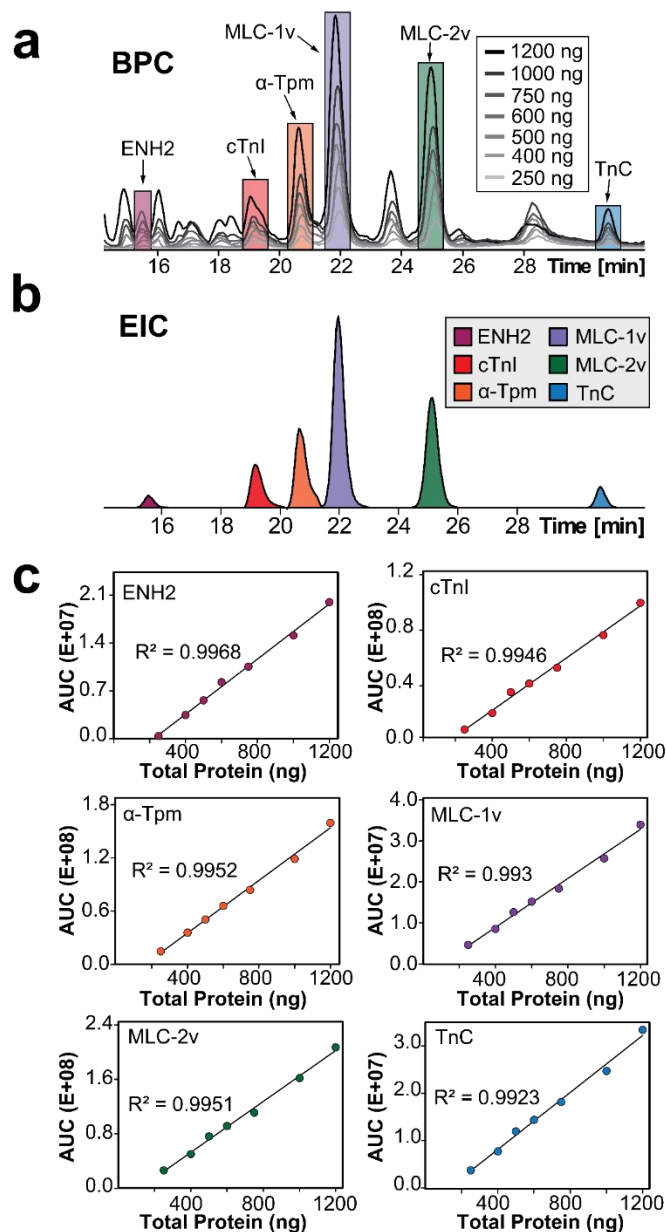 a
BPC
ENH2
cTnI
α-Tpm
MLC-1v
MLC-2v
TnC
1200 ng
1000 ng
750 ng
600 ng
500 ng
400 ng
250 ng
16 18 20 22 24 26 28 Time [min]
b
EIC
ENH2 MLC-1v
cTnI MLC-2v
α-Tpm TnC
16 20 22 24 26 28 Time [min]
c
ENH2
R² = 0.9968
AUC (E+07)
2.1
1.4
0.7
0.0
400 800 1200
Total Protein (ng)
cTnI
R² = 0.9946
AUC (E+08)
1.2
0.8
0.4
0.0
400 800 1200
Total Protein (ng)
α-Tpm
R² = 0.9952
AUC (E+08)
1.8
1.2
0.6
0.0
400 800 1200
Total Protein (ng)
MLC-1v
R² = 0.993
AUC (E+07)
4.0
3.0
2.0
1.0
0.0
400 800 1200
Total Protein (ng)
MLC-2v
R² = 0.9951
AUC (E+08)
2.4
1.6
0.8
0.0
400 800 1200
Total Protein (ng)
TnC
R² = 0.9923
AUC (E+07)
3.0
2.0
1.0
0.0
400 800 1200
Total Protein (ng)